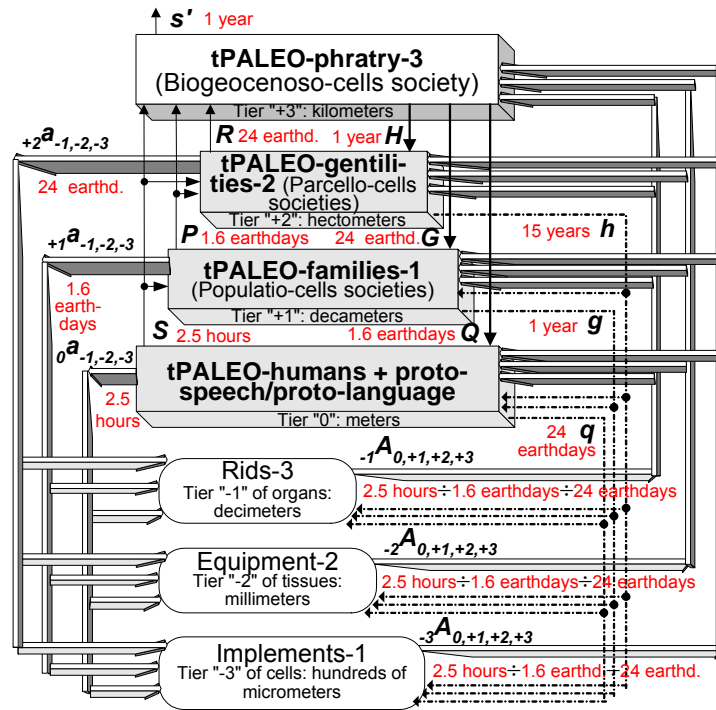 s' 1 year
tPALEO-phratry-3
(Biogeocenoso-cells society)
Tier "+3": kilometers
R 24 earthd. 1 year H
+2a-1,-2,-3
24 earthd.
tPALEO-gentili-
ties-2 (Parcello-cells
societies)
Tier "+2": hectometers
15 years h
P 1.6 earthdays 24 earthd. G
+1a-1,-2,-3
1.6
earth-
days
tPALEO-families-1
(Populatio-cells societies)
Tier "+1": decameters
1 year g
S 2.5 hours 1.6 earthdays Q
0a-1,-2,-3
2.5
hours
tPALEO-humans + proto-
speech/proto-language
Tier "0": meters
24 q
earthdays
-1A0,+1,+2,+3
Rids-3
Tier "-1" of organs:
decimeters
2.5 hours÷1.6 earthdays÷24 earthdays
-2A0,+1,+2,+3
Equipment-2
Tier "-2" of tissues:
millimeters
2.5 hours÷1.6 earthdays÷24 earthdays
-3A0,+1,+2,+3
Implements-1
Tier "-3" of cells: hundreds of
micrometers
2.5 hours÷1.6 earthd.÷24 earthd.